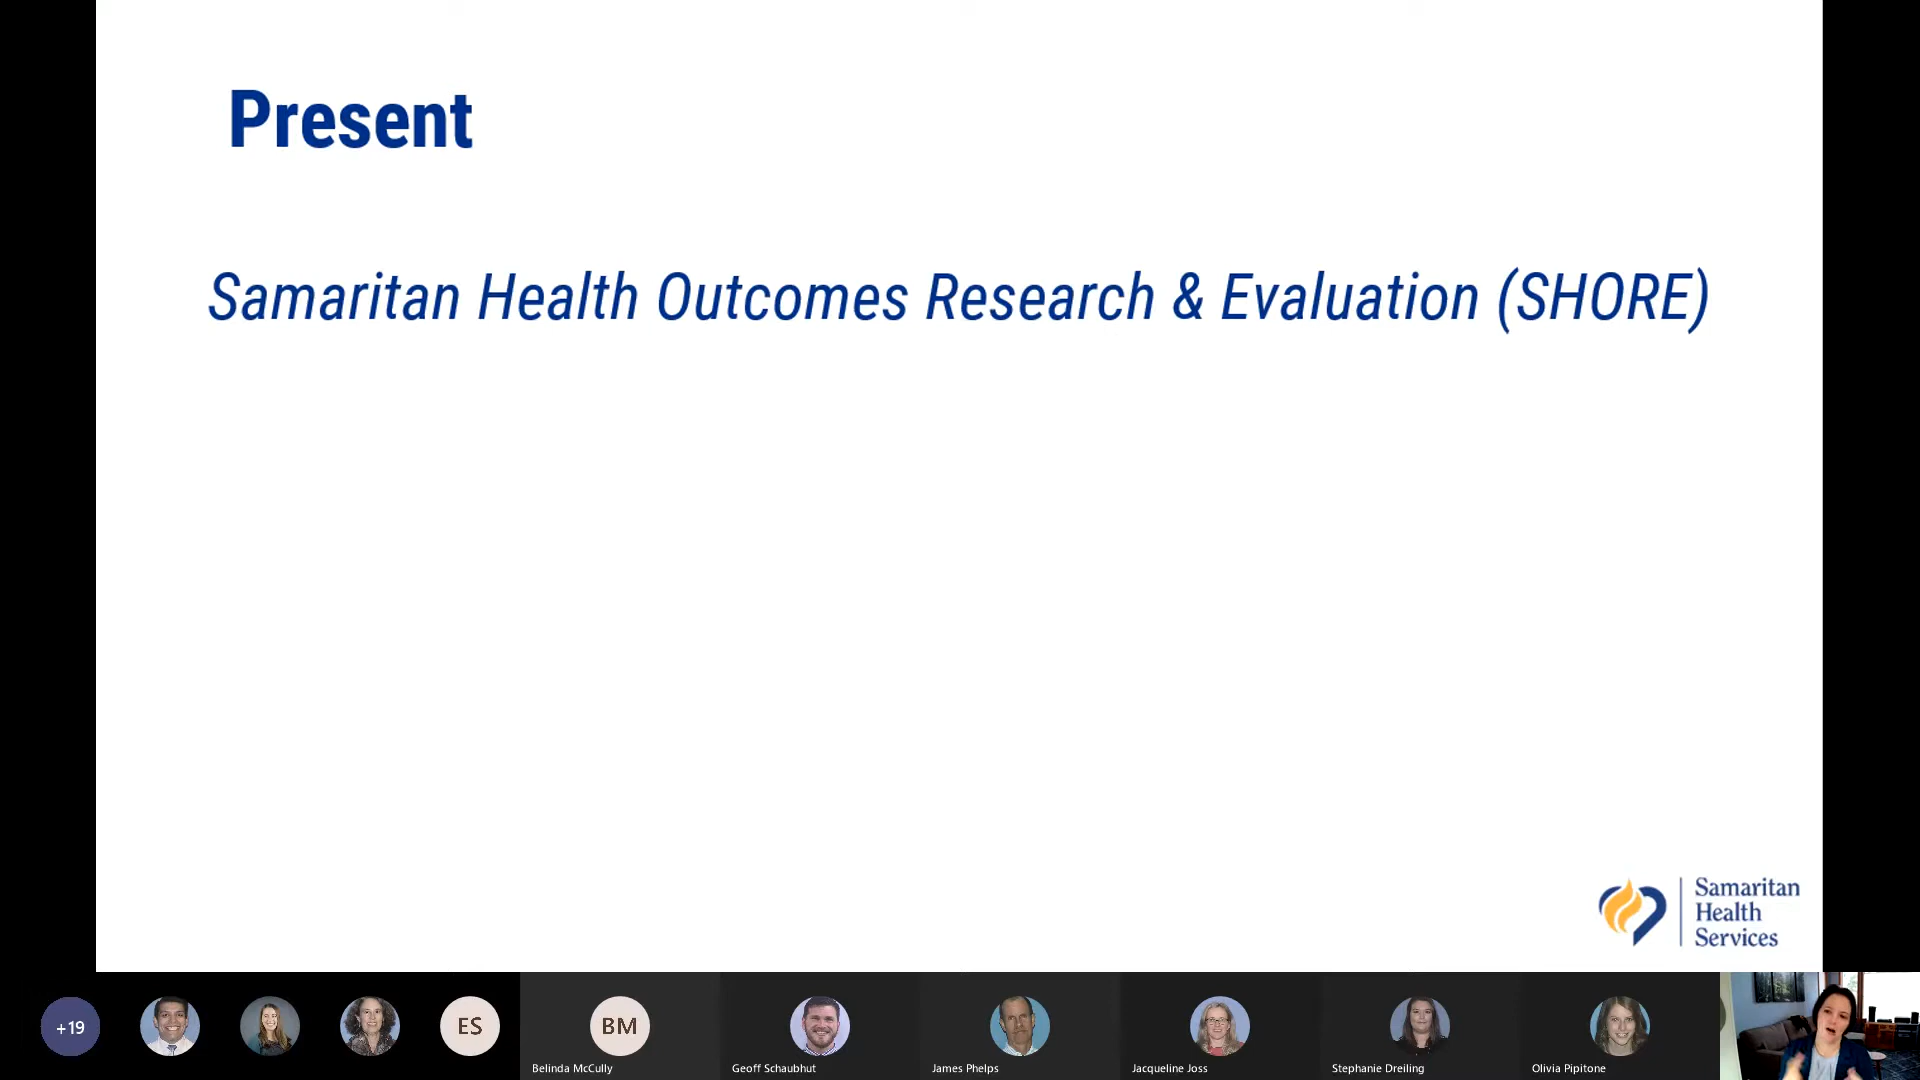 Present
Samaritan Health Outcomes Research & Evaluation (SHORE)
Samaritan
Health
Services
+19
ES
BM
Belinda McCully
Geoff Schaubhut
James Phelps
Jacqueline Joss
Stephanie Dreiling
Olivia Pipitone